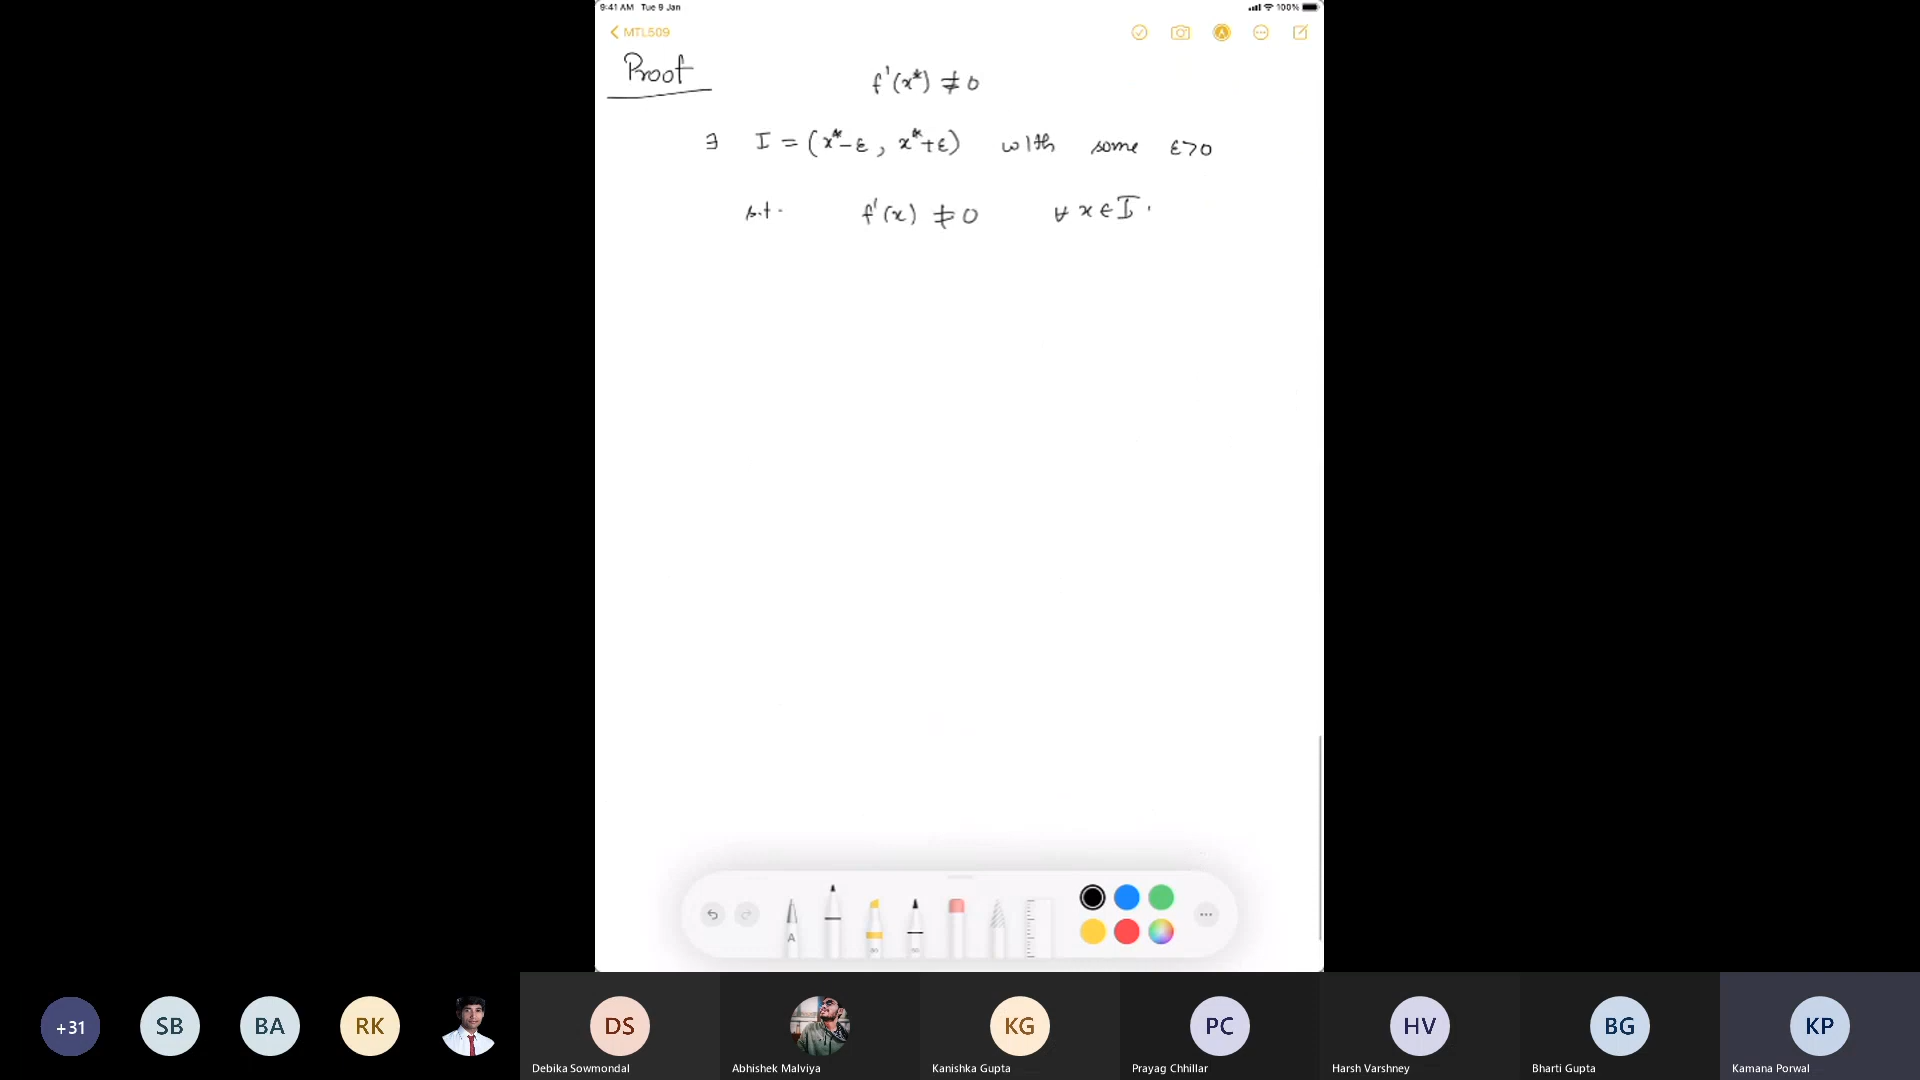 9:41 AM Tue 9 Jan
100%
MTL509
Proof
f'(x*) ≠ 0
∃ I = (x*-ε, x*+ε) with some ε>0
s.t. f'(x) ≠ 0 ∀ x ∈ I.
A
+31
SB
BA
RK
DS
KG
PC
HV
BG
KP
Debika Sowmondal
Abhishek Malviya
Kanishka Gupta
Prayag Chhillar
Harsh Varshney
Bharti Gupta
Kamana Porwal